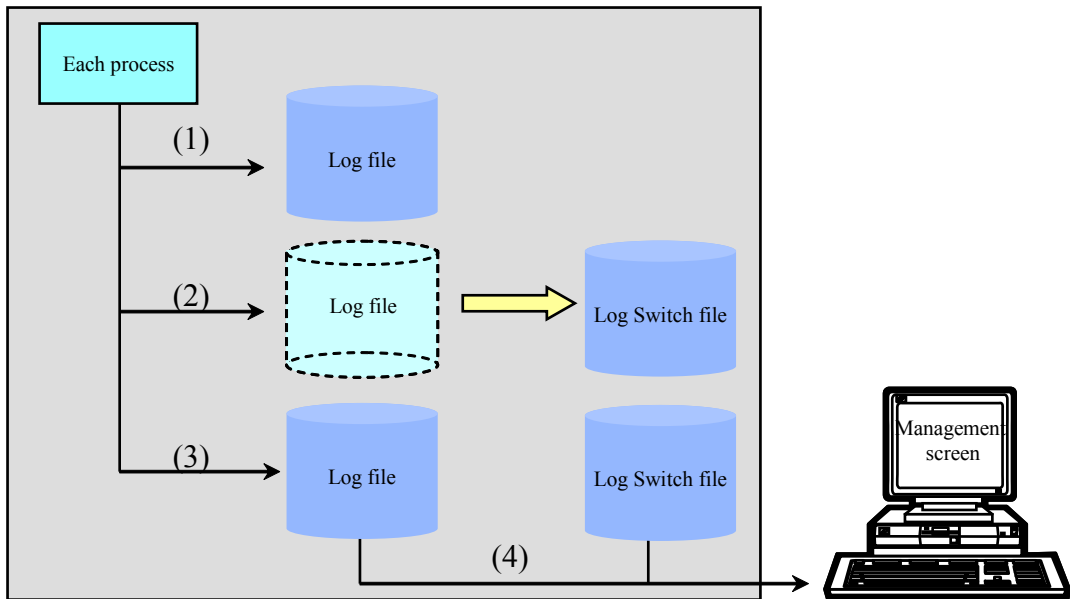 Each process
(1)
Log file
(2)
Log file
Log Switch file
(3)
Log file
Log Switch file
Management
screen
(4)